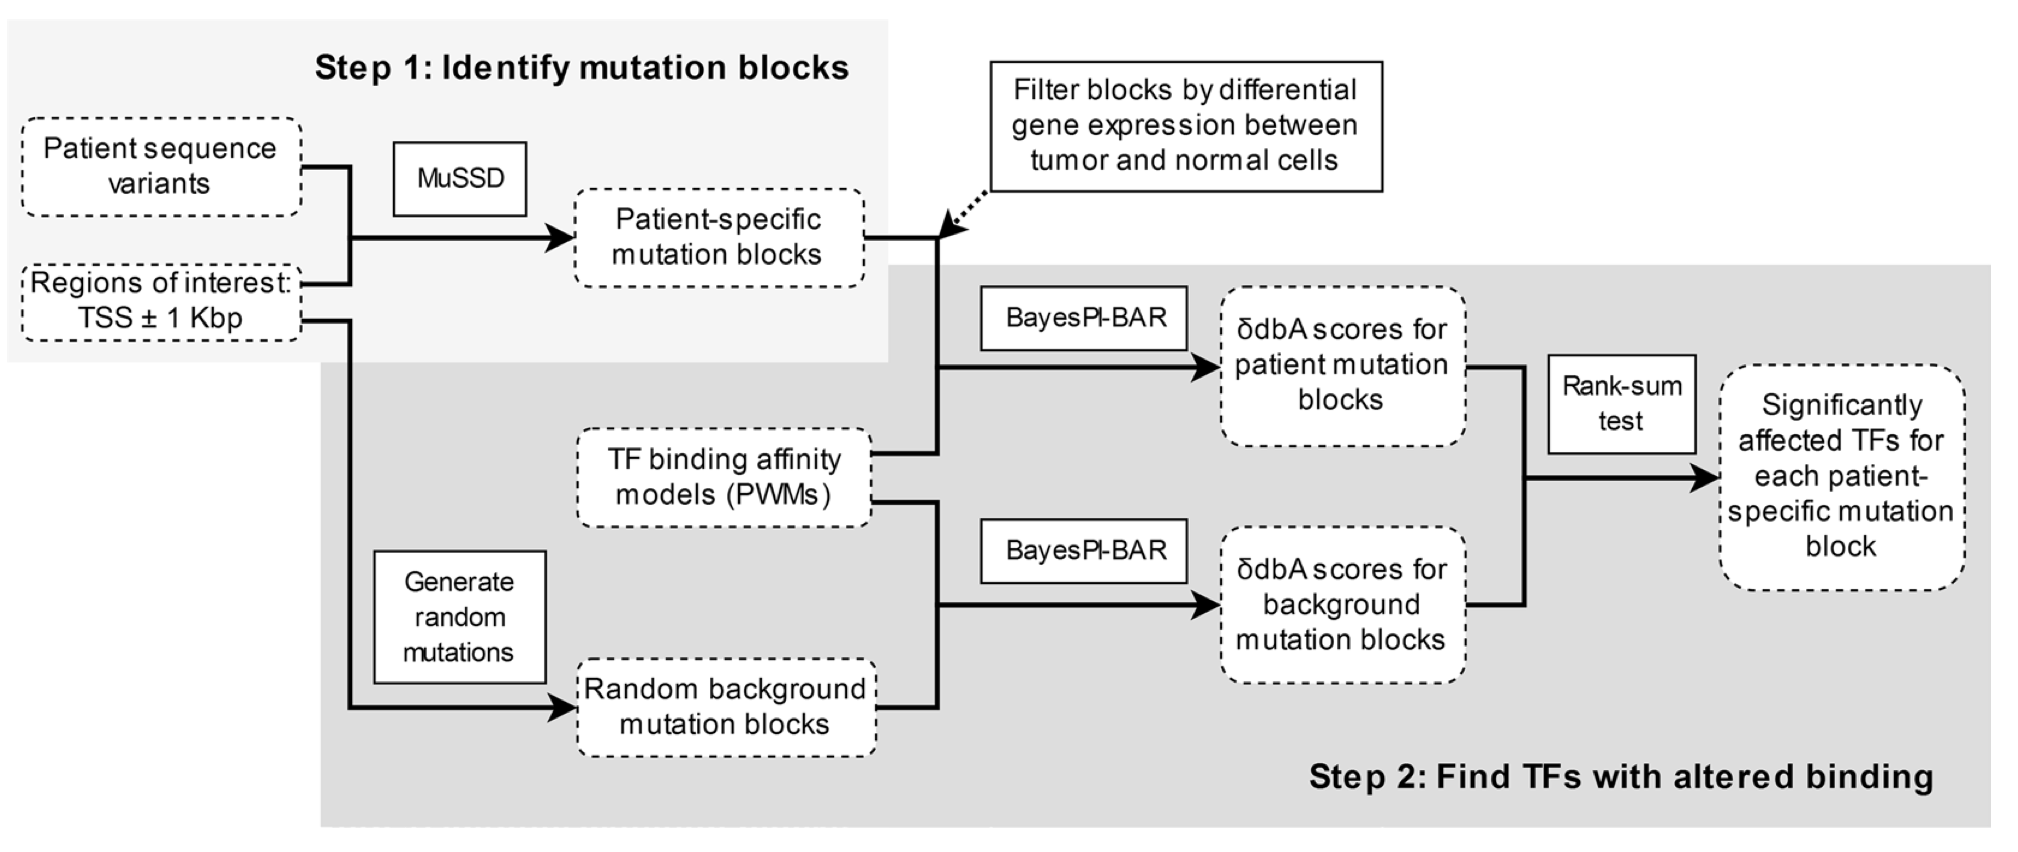 Step 1: Identify mutation blocks
Patient sequence
variants
MuSSD
Regions of interest:
TSS ± 1 Kbp
Patient-specific
mutation blocks
Filter blocks by differential
gene expression between
tumor and normal cells
BayesPI-BAR
δdbA scores for
patient mutation
blocks
TF binding affinity
models (PWMs)
Generate
random
mutations
Random background
mutation blocks
BayesPI-BAR
δdbA scores for
background
mutation blocks
Rank-sum
test
Significantly
affected TFs for
each patient-
specific mutation
block
Step 2: Find TFs with altered binding